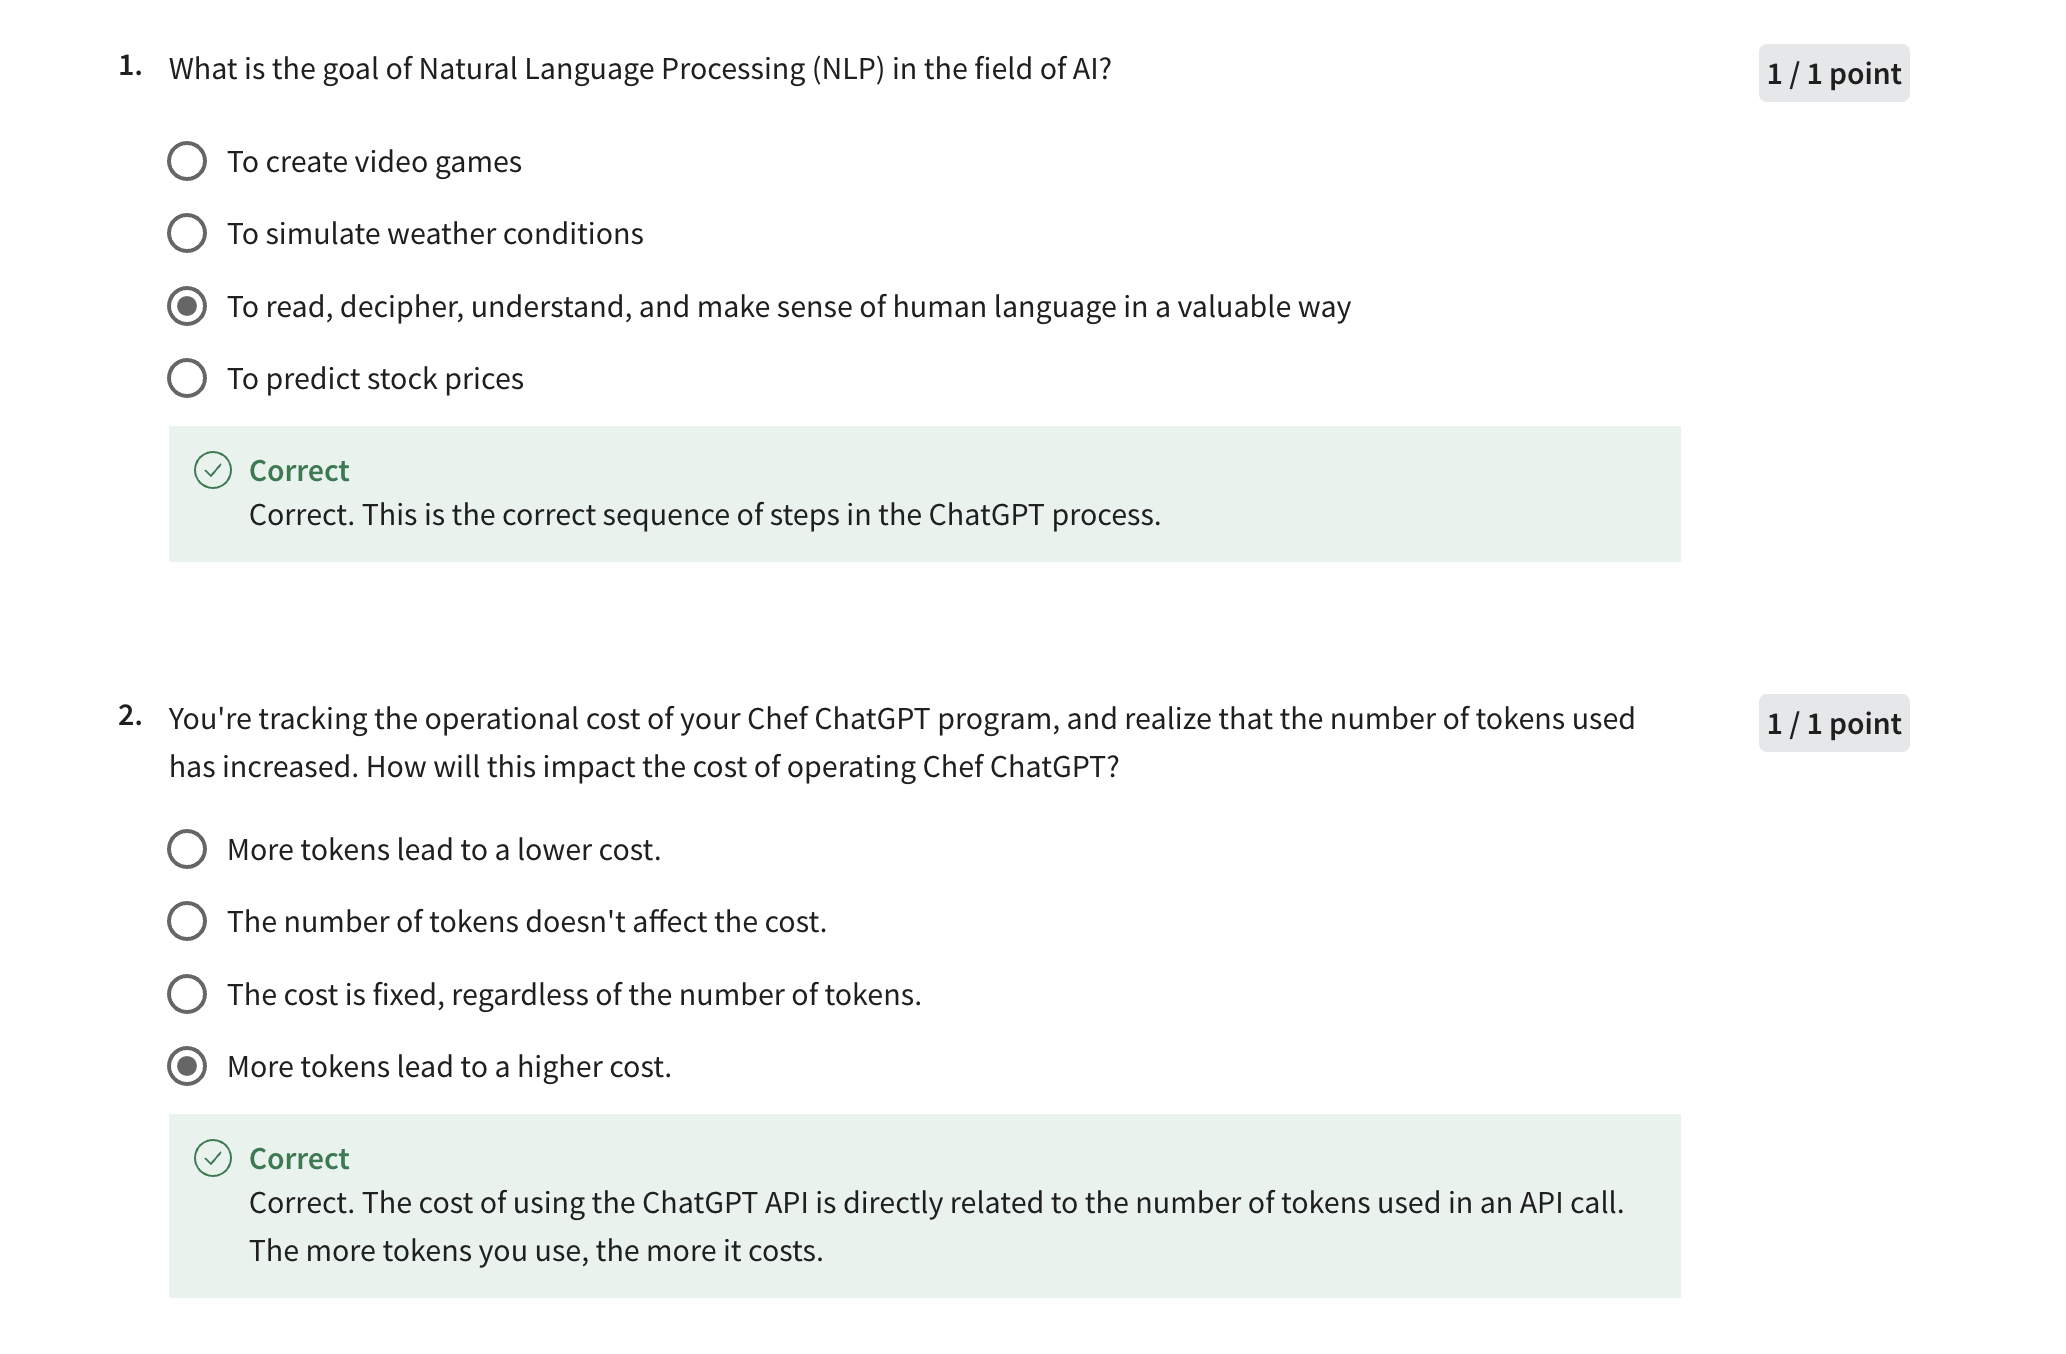 1. What is the goal of Natural Language Processing (NLP) in the field of AI?
1 / 1 point
To create video games
To simulate weather conditions
To read, decipher, understand, and make sense of human language in a valuable way
To predict stock prices
Correct
Correct. This is the correct sequence of steps in the ChatGPT process.
2. You're tracking the operational cost of your Chef ChatGPT program, and realize that the number of tokens used
has increased. How will this impact the cost of operating Chef ChatGPT?
1 / 1 point
More tokens lead to a lower cost.
The number of tokens doesn't affect the cost.
The cost is fixed, regardless of the number of tokens.
More tokens lead to a higher cost.
Correct
Correct. The cost of using the ChatGPT API is directly related to the number of tokens used in an API call.
The more tokens you use, the more it costs.